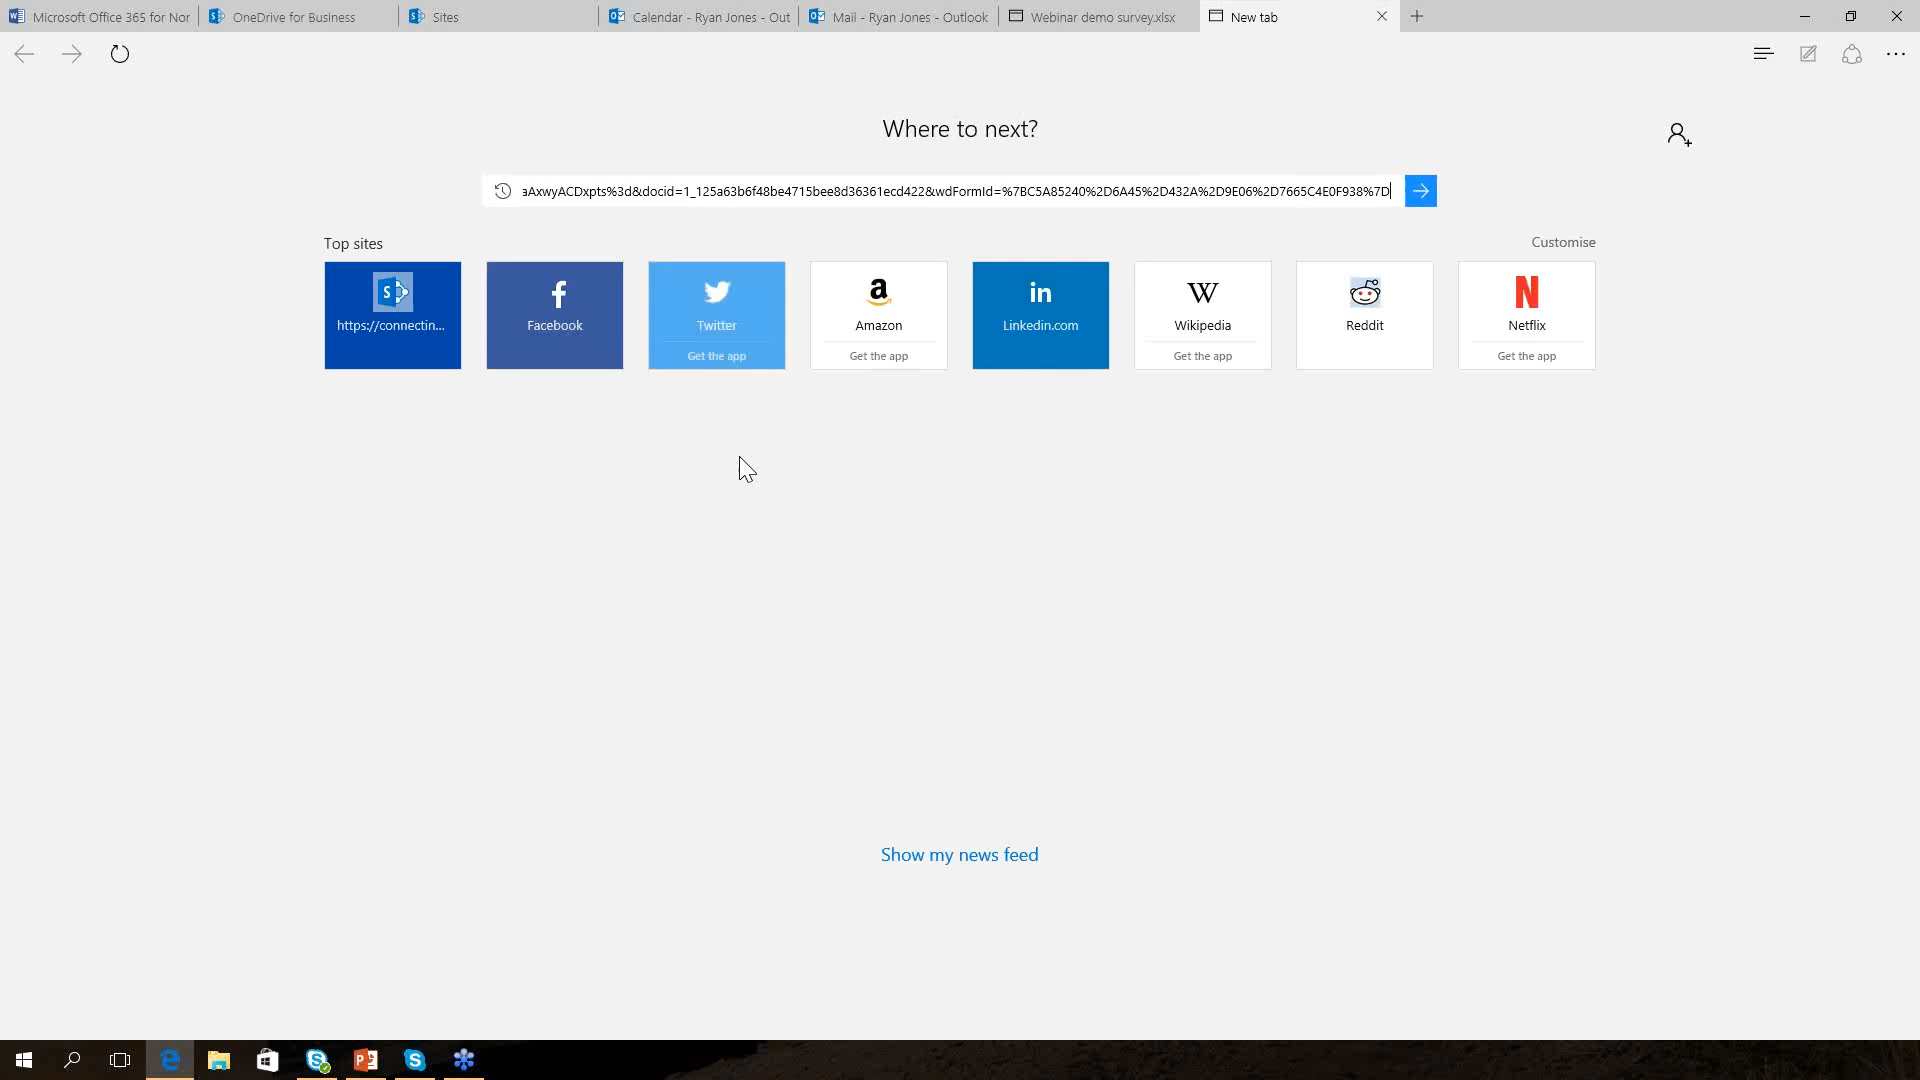 Microsoft Office 365 for Nor
OneDrive for Business
Sites
Calendar - Ryan Jones - Out
Mail - Ryan Jones - Outlook
Webinar demo survey.xlsx
New tab
Where to next?
aAxwyACDxpts%3d&docid=1_125a63b6f48be4715bee8d36361ecd422&wdFormId=%7BC5A85240%2D6A45%2D432A%2D9E06%2D7665C4E0F938%7D
Top sites
Customise
https://connectin...
Facebook
Twitter
Get the app
Amazon
Get the app
Linkedin.com
Wikipedia
Get the app
Reddit
Netflix
Get the app
Show my news feed